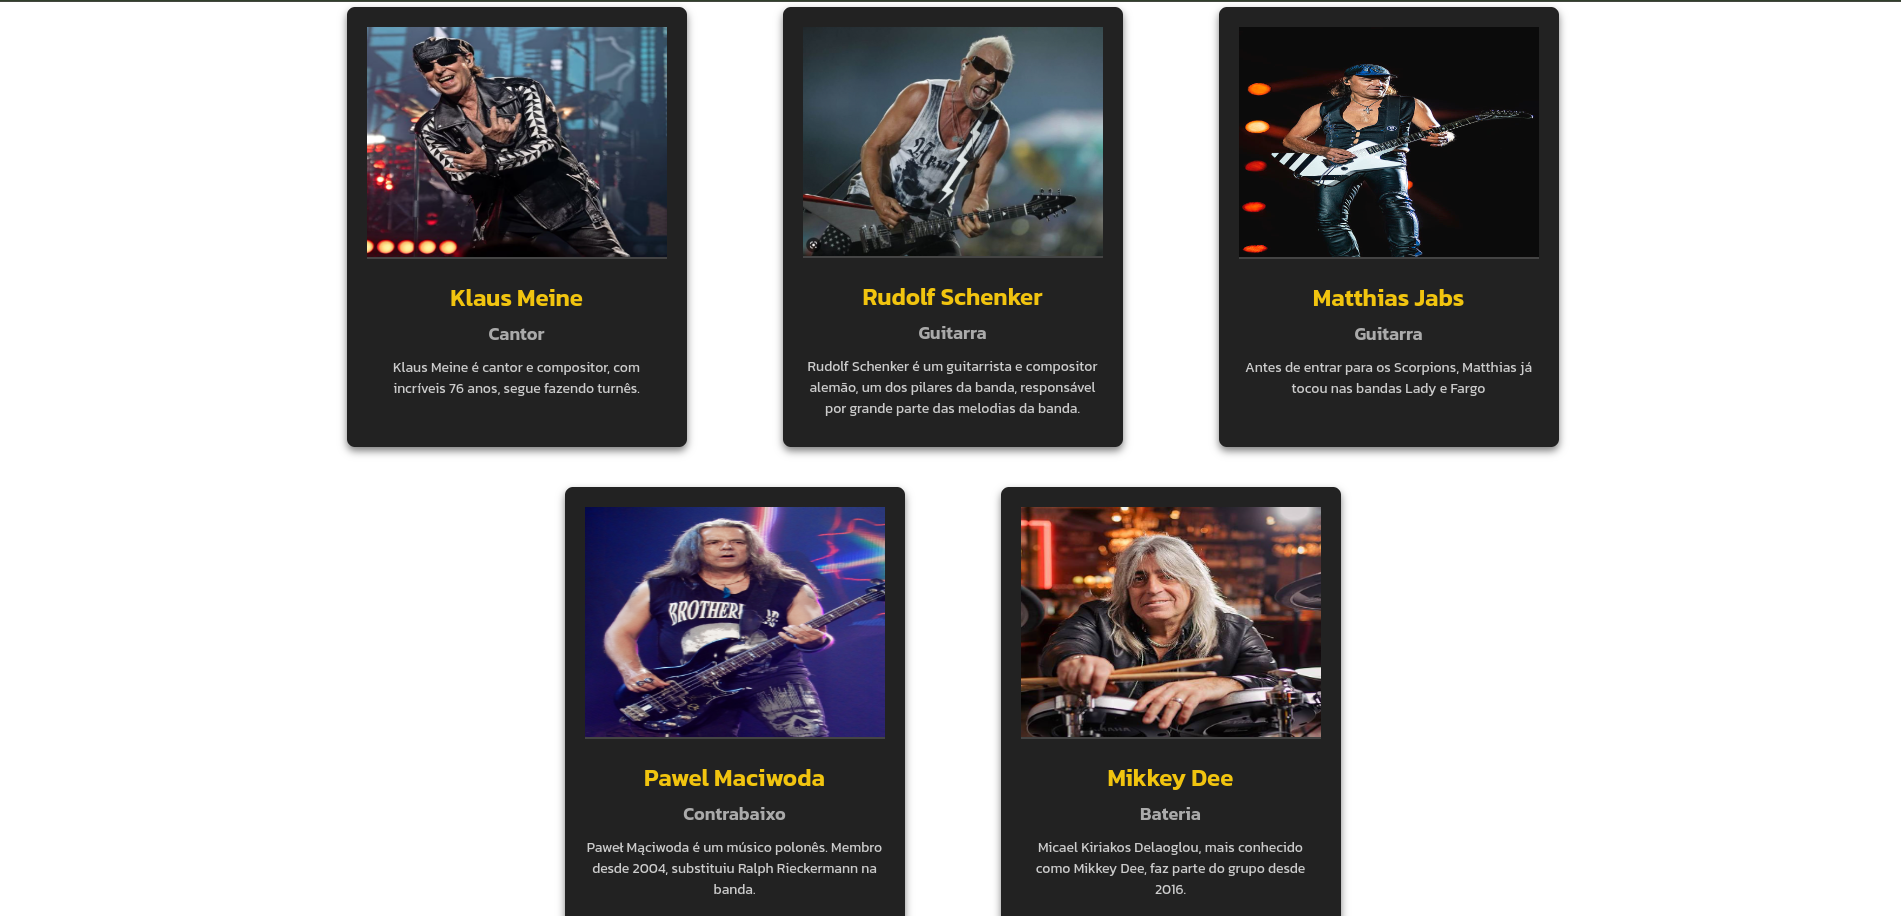 Klaus Meine
Cantor
Klaus Meine é cantor e compositor, com
incríveis 76 anos, segue fazendo turnês.
Rudolf Schenker
Guitarra
Rudolf Schenker é um guitarrista e compositor
alemão, um dos pilares da banda, responsável
por grande parte das melodias da banda.
Matthias Jabs
Guitarra
Antes de entrar para os Scorpions, Matthias já
tocou nas bandas Lady e Fargo
Pawel Maciwoda
Contrabaixo
Paweł Mąciwoda é um músico polonês. Membro
desde 2004, substituiu Ralph Rieckermann na
banda.
Mikkey Dee
Bateria
Micael Kiriakos Delaoglou, mais conhecido
como Mikkey Dee, faz parte do grupo desde
2016.